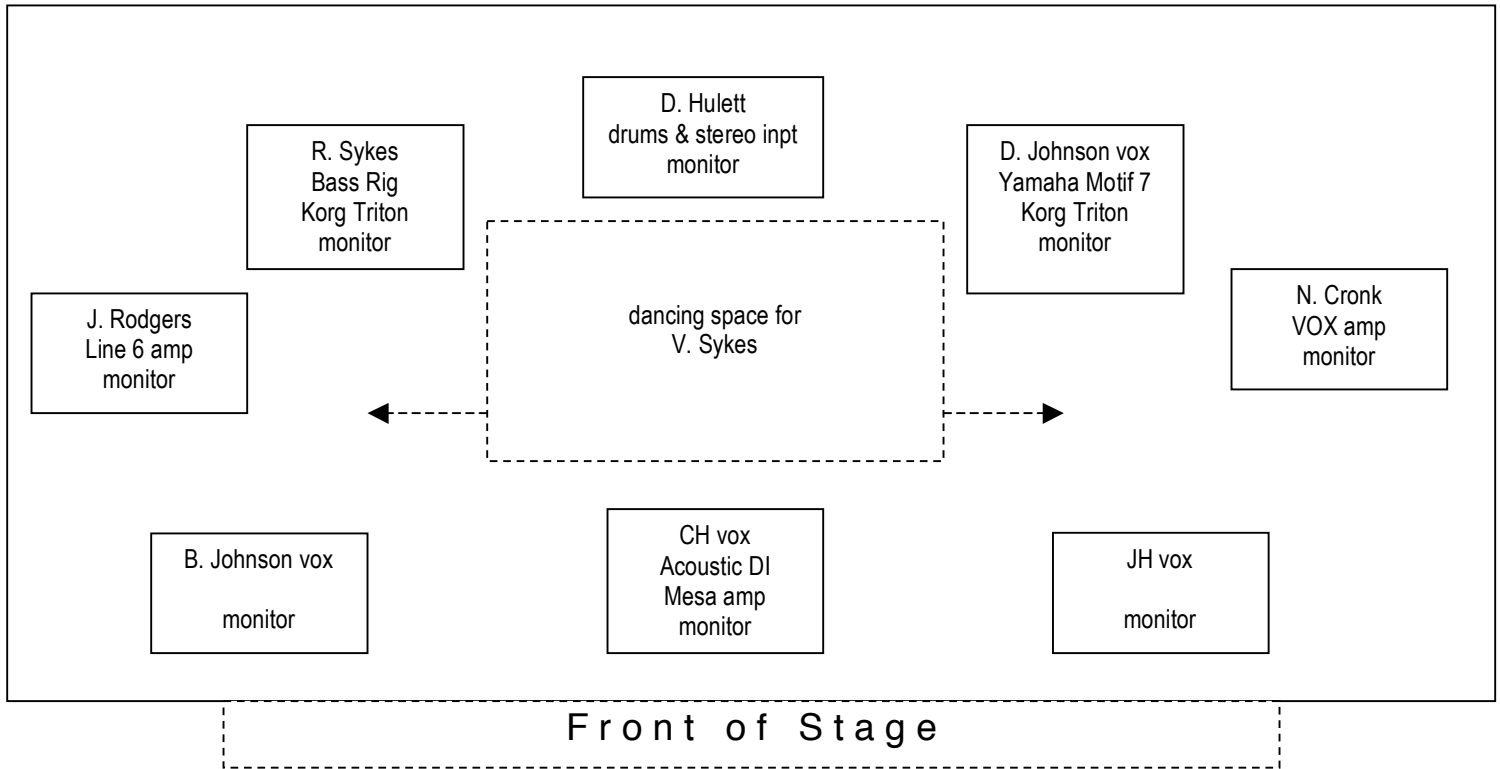 D. Hulett
drums & stereo inpt
monitor
R. Sykes
Bass Rig
Korg Triton
monitor
D. Johnson vox
Yamaha Motif 7
Korg Triton
monitor
J. Rodgers
Line 6 amp
monitor
dancing space for
V. Sykes
N. Cronk
VOX amp
monitor
B. Johnson vox
monitor
CH vox
Acoustic DI
Mesa amp
monitor
JH vox
monitor
Front of Stage